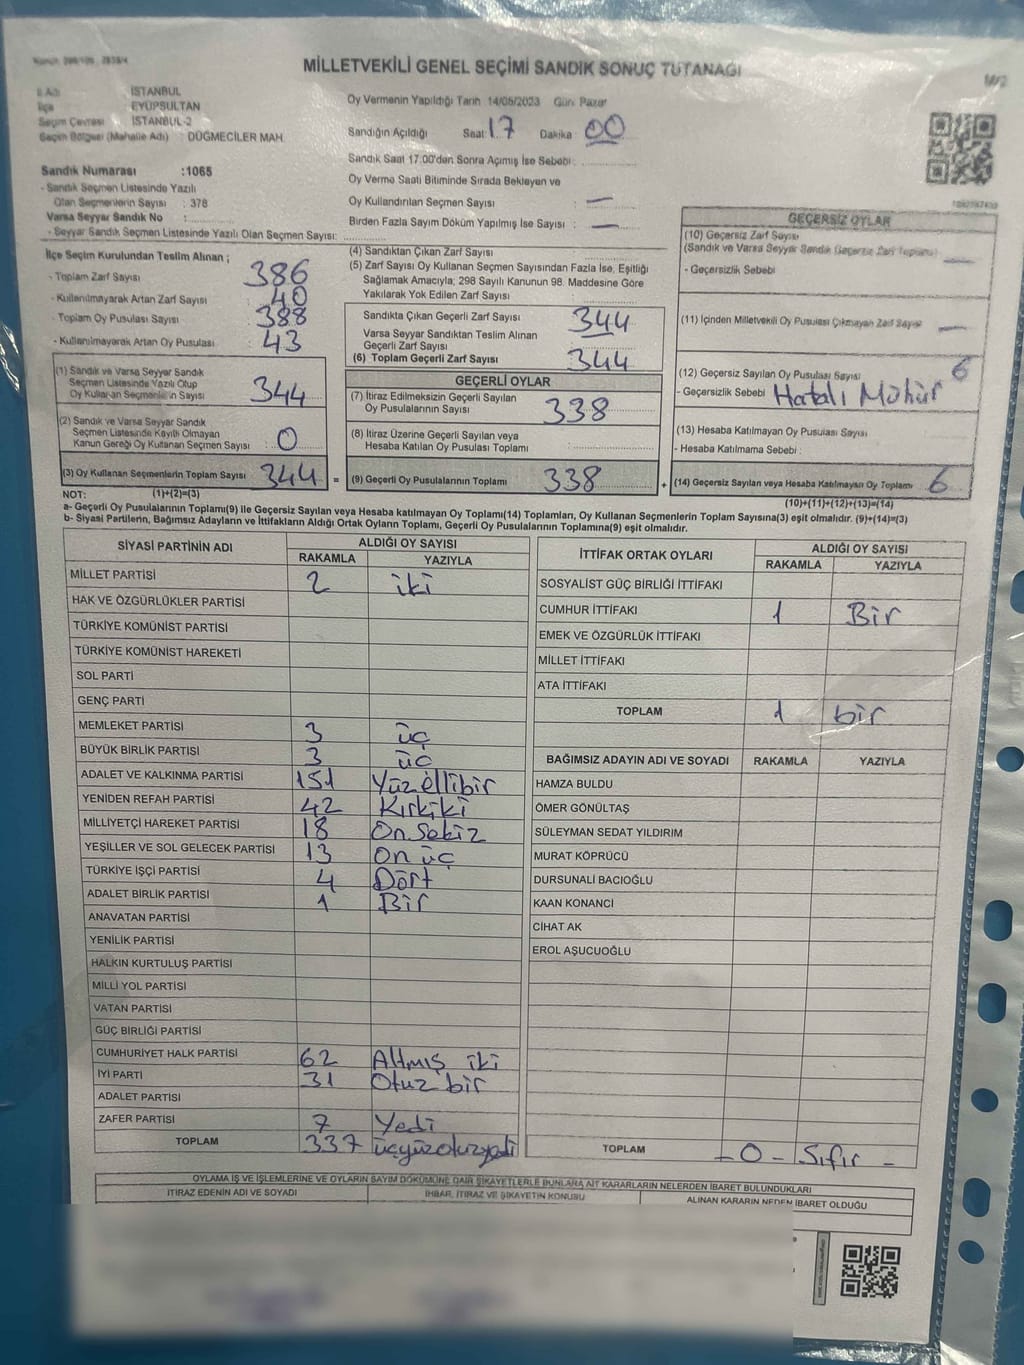 MİLLETVEKİLİ GENEL SEÇİMİ SANDIK SONUÇ TUTANAĞI
İl Adı : İSTANBUL
İlçe : EYÜPSULTAN
Seçim Çevresi : İSTANBUL-2
Seçim Bölgesi (Mahalle Adı) : DÜĞMECİLER MAH.
Oy Vermenin Yapıldığı Tarih 14/05/2023 Gün: Pazar
Sandığın Açıldığı Saat: 17 Dakika 00
Sandık Saat 17.00'den Sonra Açılmış İse Sebebi :
Oy Verme Saati Bitiminde Sırada Bekleyen ve
Oy Kullandırılan Seçmen Sayısı : —
Birden Fazla Sayım Döküm Yapılmış İse Sayısı : —
Sandık Numarası :1065
- Sandık Seçmen Listesinde Yazılı
Olan Seçmenlerin Sayısı : 378
Varsa Seyyar Sandık No :
- Seyyar Sandık Seçmen Listesinde Yazılı Olan Seçmen Sayısı:
İlçe Seçim Kurulundan Teslim Alınan ;
- Toplam Zarf Sayısı 386
- Kullanılmayarak Artan Zarf Sayısı 40
- Toplam Oy Pusulası Sayısı 388
- Kullanılmayarak Artan Oy Pusulası 43
(1) Sandık ve Varsa Seyyar Sandık
Seçmen Listesinde Yazılı Olup
Oy Kullanan Seçmenlerin Sayısı 344
(2) Sandık ve Varsa Seyyar Sandık
Seçmen Listesinde Kayıtlı Olmayan
Kanun Gereği Oy Kullanan Seçmen Sayısı : 0
(3) Oy Kullanan Seçmenlerin Toplam Sayısı 344 =
(4) Sandıktan Çıkan Zarf Sayısı
(5) Zarf Sayısı Oy Kullanan Seçmen Sayısından Fazla İse, Eşitliği
Sağlamak Amacıyla, 298 Sayılı Kanunun 98. Maddesine Göre
Yakılarak Yok Edilen Zarf Sayısı :
Sandıkta Çıkan Geçerli Zarf Sayısı : 344
Varsa Seyyar Sandıktan Teslim Alınan
Geçerli Zarf Sayısı :
(6) Toplam Geçerli Zarf Sayısı 344
GEÇERLİ OYLAR
(7) İtiraz Edilmeksizin Geçerli Sayılan
Oy Pusulalarının Sayısı 338
(8) İtiraz Üzerine Geçerli Sayılan veya
Hesaba Katılan Oy Pusulası Toplamı
(9) Geçerli Oy Pusulalarının Toplamı 338 +
GEÇERSİZ OYLAR
(10) Geçersiz Zarf Sayısı
(Sandık ve Varsa Seyyar Sandık Geçersiz Zarf Toplamı) —
- Geçersizlik Sebebi
(11) İçinden Milletvekili Oy Pusulası Çıkmayan Zarf Sayısı —
(12) Geçersiz Sayılan Oy Pusulası Sayısı 6
- Geçersizlik Sebebi Hatalı Mühür
(13) Hesaba Katılmayan Oy Pusulası Sayısı
- Hesaba Katılmama Sebebi :
(14) Geçersiz Sayılan veya Hesaba Katılmayan Oy Toplamı 6
NOT: (1)+(2)=(3) (10)+(11)+(12)+(13)=(14)
a- Geçerli Oy Pusulalarının Toplamı(9) ile Geçersiz Sayılan veya Hesaba katılmayan Oy Toplamı(14) Toplamları, Oy Kullanan Seçmenlerin Toplam Sayısına(3) eşit olmalıdır. (9)+(14)=(3)
b- Siyasi Partilerin, Bağımsız Adayların ve İttifakların Aldığı Ortak Oyların Toplamı, Geçerli Oy Pusulalarının Toplamına(9) eşit olmalıdır.
SİYASİ PARTİNİN ADI ALDIĞI OY SAYISI
RAKAMLA YAZIYLA
MİLLET PARTİSİ 2 iki
HAK VE ÖZGÜRLÜKLER PARTİSİ
TÜRKİYE KOMÜNİST PARTİSİ
TÜRKİYE KOMÜNİST HAREKETİ
SOL PARTİ
GENÇ PARTİ
MEMLEKET PARTİSİ 3 üç
BÜYÜK BİRLİK PARTİSİ 3 üç
ADALET VE KALKINMA PARTİSİ 151 Yüzellibir
YENİDEN REFAH PARTİSİ 42 Kırkiki
MİLLİYETÇİ HAREKET PARTİSİ 18 On Sekiz
YEŞİLLER VE SOL GELECEK PARTİSİ 13 on üç
TÜRKİYE İŞÇİ PARTİSİ 4 Dört
ADALET BİRLİK PARTİSİ 1 Bir
ANAVATAN PARTİSİ
YENİLİK PARTİSİ
HALKIN KURTULUŞ PARTİSİ
MİLLİ YOL PARTİSİ
VATAN PARTİSİ
GÜÇ BİRLİĞİ PARTİSİ
CUMHURİYET HALK PARTİSİ 62 Altmış iki
İYİ PARTİ 31 Otuz bir
ADALET PARTİSİ
ZAFER PARTİSİ 7 Yedi
TOPLAM 337 üçyüzotuzyedi
İTTİFAK ORTAK OYLARI ALDIĞI OY SAYISI
RAKAMLA YAZIYLA
SOSYALİST GÜÇ BİRLİĞİ İTTİFAKI
CUMHUR İTTİFAKI 1 Bir
EMEK VE ÖZGÜRLÜK İTTİFAKI
MİLLET İTTİFAKI
ATA İTTİFAKI
TOPLAM 1 bir
BAĞIMSIZ ADAYIN ADI VE SOYADI RAKAMLA YAZIYLA
HAMZA BULDU
ÖMER GÖNÜLTAŞ
SÜLEYMAN SEDAT YILDIRIM
MURAT KÖPRÜCÜ
DURSUNALİ BACIOĞLU
KAAN KONANCI
CİHAT AK
EROL AŞUCUOĞLU
TOPLAM -0- Sıfır -
OYLAMA İŞ VE İŞLEMLERİNE VE OYLARIN SAYIM DÖKÜMÜNE DAİR ŞİKAYETLERLE BUNLARA AİT KARARLARIN NELERDEN İBARET BULUNDUKLARI
İTİRAZ EDENİN ADI VE SOYADI İHBAR, İTİRAZ VE ŞİKAYETİN KONUSU ALINAN KARARIN NEDEN İBARET OLDUĞU